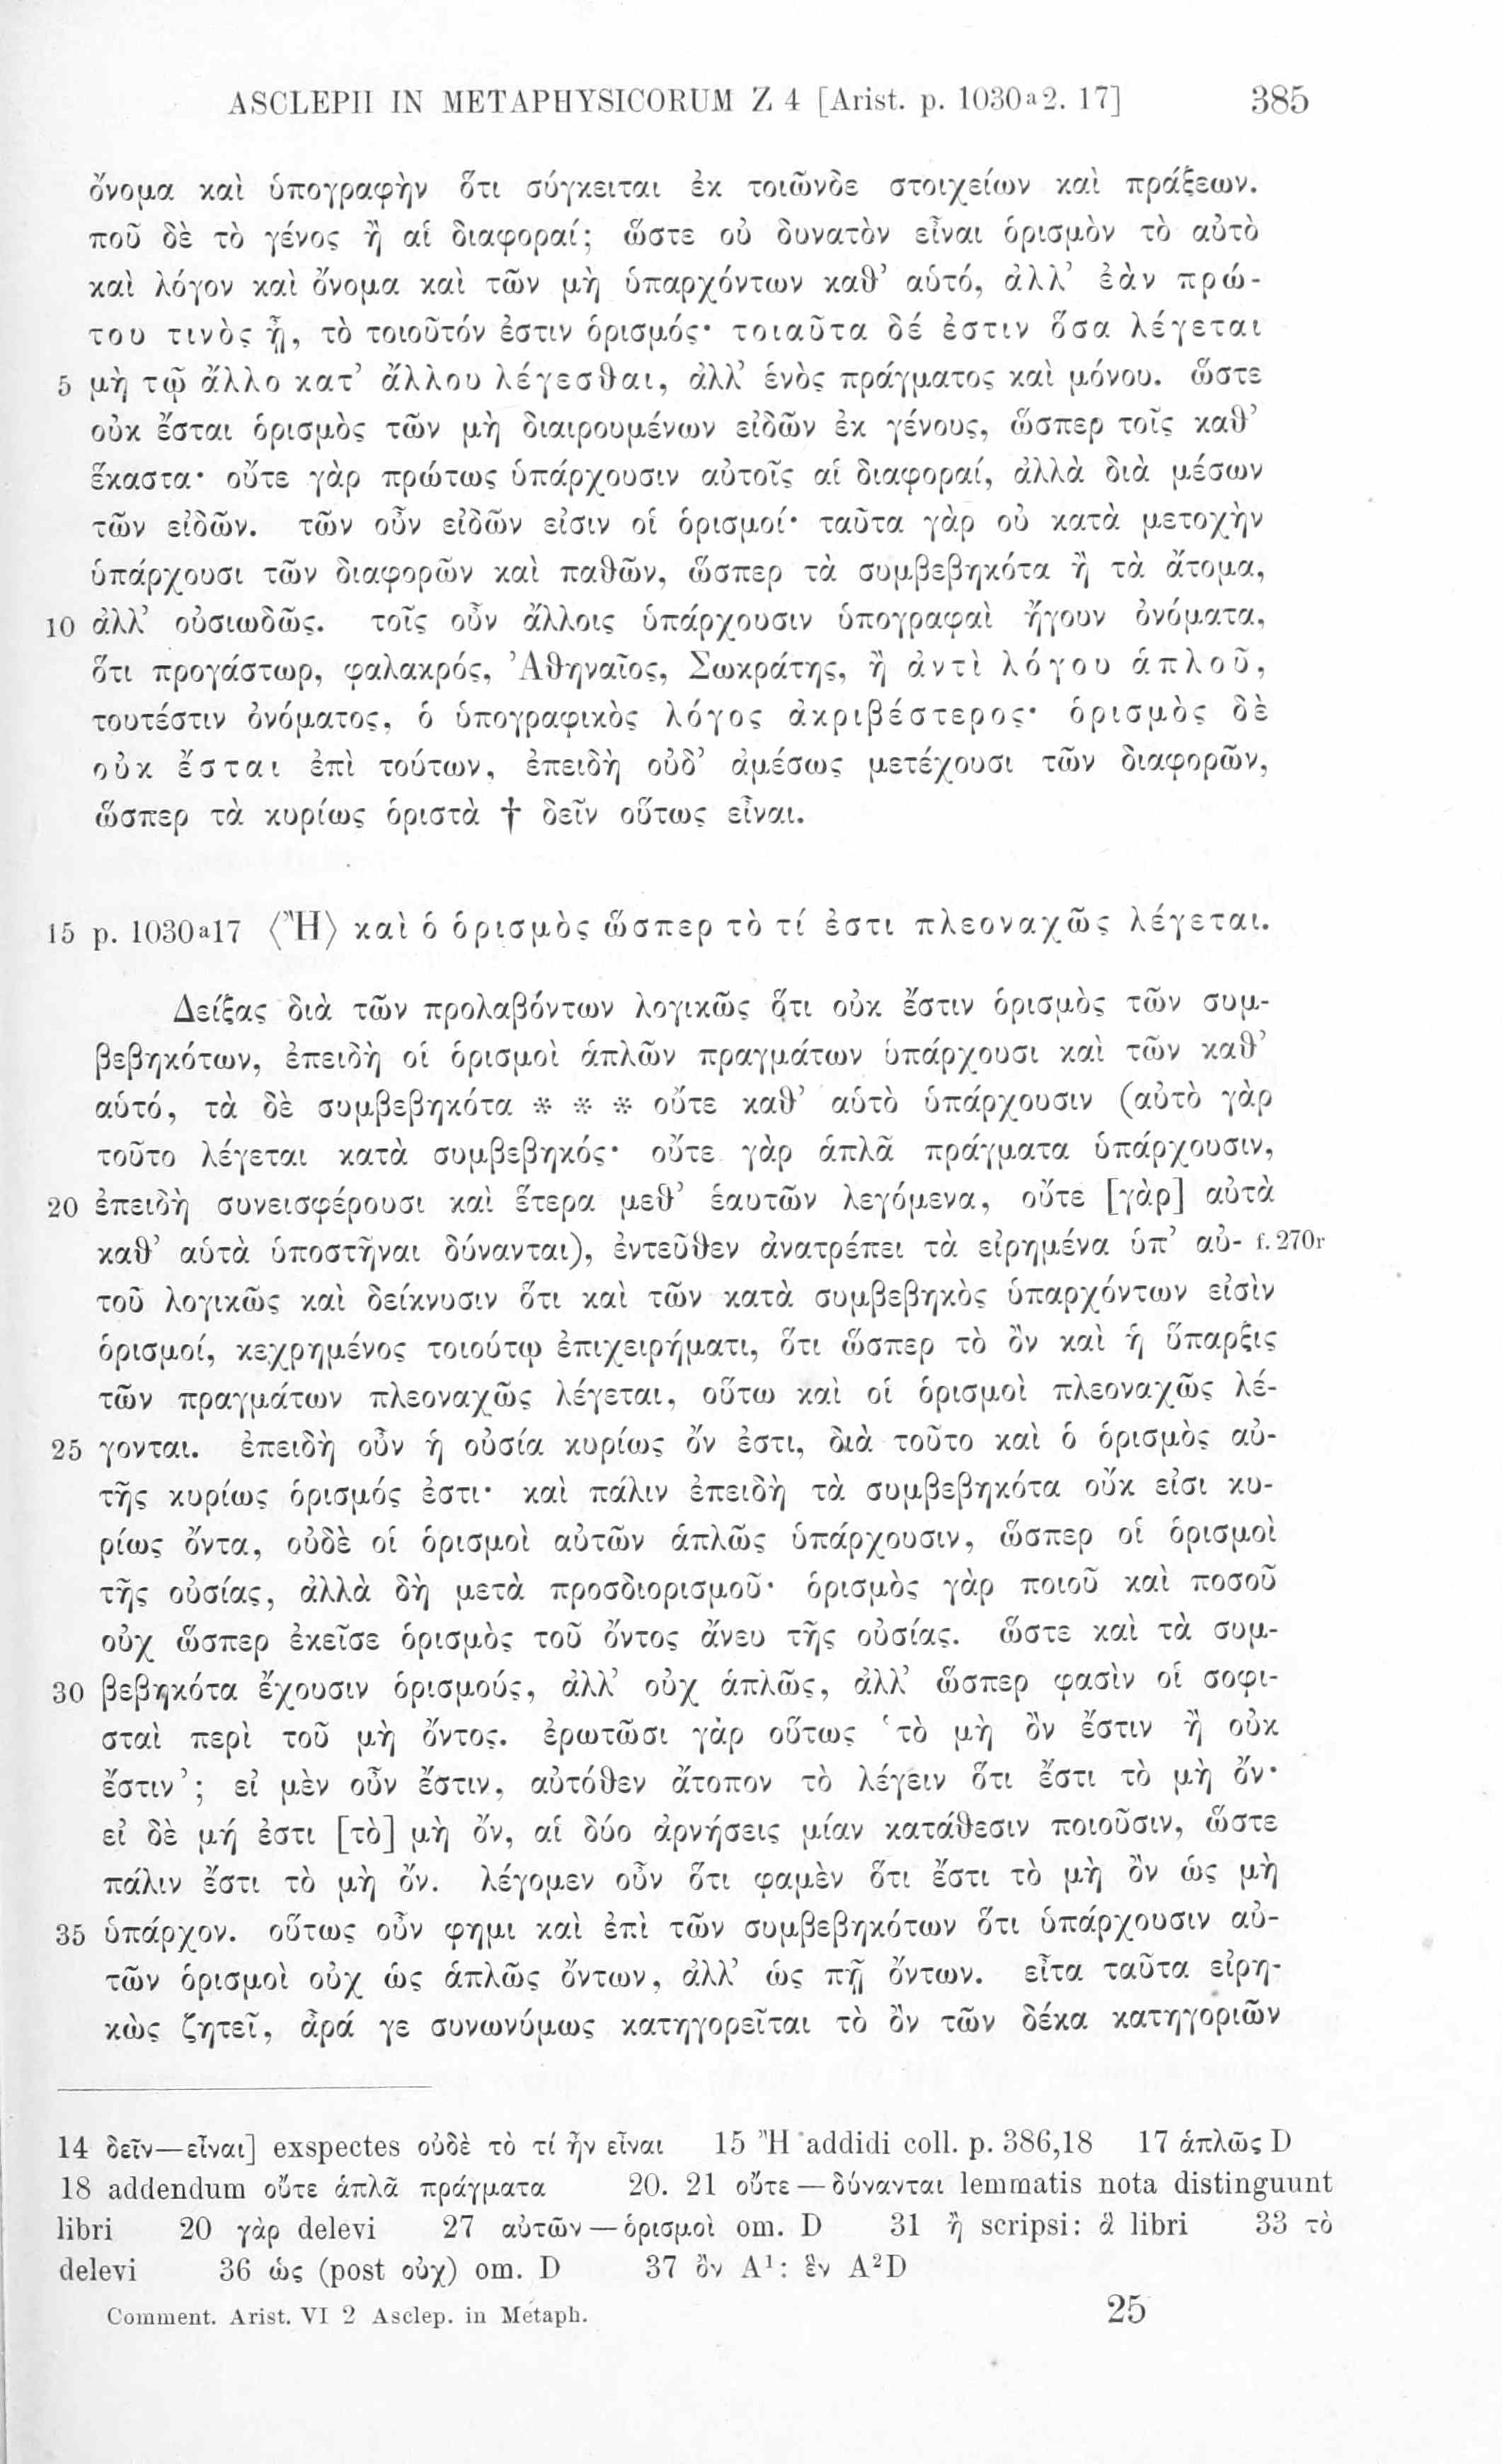 ASCLEPII IN METAPHYSICORUM Z 4 [Arist. p. 1030ª2. 17] 385
ὄνομα καὶ ὑπογραφὴν ὅτι σύγκειται ἐκ τοιῶνδε στοιχείων καὶ πράξεων.
ποῦ δὲ τὸ γένος ἢ αἱ διαφοραί; ὥστε οὐ δυνατὸν εἶναι ὁρισμὸν τὸ αὐτὸ
καὶ λόγον καὶ ὄνομα καὶ τῶν μὴ ὑπαρχόντων καθ’ αὑτό, ἀλλ’ ἐὰν πρώ-
του τινὸς ᾖ, τὸ τοιοῦτόν ἐστιν ὁρισμός· τοιαῦτα δέ ἐστιν ὅσα λέγεται
5 μὴ τῷ ἄλλο κατ’ ἄλλου λέγεσθαι, ἀλλ’ ἑνὸς πράγματος καὶ μόνου. ὥστε
οὐκ ἔσται ὁρισμὸς τῶν μὴ διαιρουμένων εἰδῶν ἐκ γένους, ὥσπερ τοῖς καθ’
ἕκαστα· οὔτε γὰρ πρώτως ὑπάρχουσιν αὐτοῖς αἱ διαφοραί, ἀλλὰ διὰ μέσων
τῶν εἰδῶν. τῶν οὖν εἰδῶν εἰσιν οἱ ὁρισμοί· ταῦτα γὰρ οὐ κατὰ μετοχὴν
ὑπάρχουσι τῶν διαφορῶν καὶ παθῶν, ὥσπερ τὰ συμβεβηκότα ἢ τὰ ἄτομα,
10 ἀλλ’ οὐσιωδῶς. τοῖς οὖν ἄλλοις ὑπάρχουσιν ὑπογραφαὶ ἤγουν ὀνόματα,
ὅτι προγάστωρ, φαλακρός, Ἀθηναῖος, Σωκράτης, ἢ ἀντὶ λόγου ἁπλοῦ,
τουτέστιν ὀνόματος, ὁ ὑπογραφικὸς λόγος ἀκριβέστερος· ὁρισμὸς δὲ
οὐκ ἔσται ἐπὶ τούτων, ἐπειδὴ οὐδ’ ἀμέσως μετέχουσι τῶν διαφορῶν,
ὥσπερ τὰ κυρίως ὁριστὰ † δεῖν οὕτως εἶναι.
15 p. 1030ª17 ⟨Ἢ⟩ καὶ ὁ ὁρισμὸς ὥσπερ τὸ τί ἐστι πλεοναχῶς λέγεται.
Δείξας διὰ τῶν προλαβόντων λογικῶς ὅτι οὐκ ἔστιν ὁρισμὸς τῶν συμ-
βεβηκότων, ἐπειδὴ οἱ ὁρισμοὶ ἁπλῶν πραγμάτων ὑπάρχουσι καὶ τῶν καθ’
αὑτό, τὰ δὲ συμβεβηκότα * * * οὔτε καθ’ αὑτὸ ὑπάρχουσιν (αὐτὸ γὰρ
τοῦτο λέγεται κατὰ συμβεβηκός· οὔτε γὰρ ἁπλᾶ πράγματα ὑπάρχουσιν,
20 ἐπειδὴ συνεισφέρουσι καὶ ἕτερα μεθ’ ἑαυτῶν λεγόμενα, οὔτε [γὰρ] αὐτὰ
καθ’ αὑτὰ ὑποστῆναι δύνανται), ἐντεῦθεν ἀνατρέπει τὰ εἰρημένα ὑπ’ αὐ- f. 270r
τοῦ λογικῶς καὶ δείκνυσιν ὅτι καὶ τῶν κατὰ συμβεβηκὸς ὑπαρχόντων εἰσὶν
ὁρισμοί, κεχρημένος τοιούτῳ ἐπιχειρήματι, ὅτι ὥσπερ τὸ ὂν καὶ ἡ ὕπαρξις
τῶν πραγμάτων πλεοναχῶς λέγεται, οὕτω καὶ οἱ ὁρισμοὶ πλεοναχῶς λέ-
25 γονται. ἐπειδὴ οὖν ἡ οὐσία κυρίως ὄν ἐστι, διὰ τοῦτο καὶ ὁ ὁρισμὸς αὐ-
τῆς κυρίως ὁρισμός ἐστι· καὶ πάλιν ἐπειδὴ τὰ συμβεβηκότα οὔκ εἰσι κυ-
ρίως ὄντα, οὐδὲ οἱ ὁρισμοὶ αὐτῶν ἁπλῶς ὑπάρχουσιν, ὥσπερ οἱ ὁρισμοὶ
τῆς οὐσίας, ἀλλὰ δὴ μετὰ προσδιορισμοῦ· ὁρισμὸς γὰρ ποιοῦ καὶ ποσοῦ
οὐχ ὥσπερ ἐκεῖσε ὁρισμὸς τοῦ ὄντος ἄνευ τῆς οὐσίας. ὥστε καὶ τὰ συμ-
30 βεβηκότα ἔχουσιν ὁρισμούς, ἀλλ’ οὐχ ἁπλῶς, ἀλλ’ ὥσπερ φασὶν οἱ σοφι-
σταὶ περὶ τοῦ μὴ ὄντος. ἐρωτῶσι γὰρ οὕτως ‘τὸ μὴ ὂν ἔστιν ἢ οὐκ
ἔστιν’; εἰ μὲν οὖν ἔστιν, αὐτόθεν ἄτοπον τὸ λέγειν ὅτι ἔστι τὸ μὴ ὄν·
εἰ δὲ μή ἐστι [τὸ] μὴ ὄν, αἱ δύο ἀρνήσεις μίαν κατάθεσιν ποιοῦσιν, ὥστε
πάλιν ἔστι τὸ μὴ ὄν. λέγομεν οὖν ὅτι φαμὲν ὅτι ἔστι τὸ μὴ ὂν ὡς μὴ
35 ὑπάρχον. οὕτως οὖν φημι καὶ ἐπὶ τῶν συμβεβηκότων ὅτι ὑπάρχουσιν αὐ-
τῶν ὁρισμοὶ οὐχ ὡς ἁπλῶς ὄντων, ἀλλ’ ὡς πῇ ὄντων. εἶτα ταῦτα εἰρη-
κὼς ζητεῖ, ἆρά γε συνωνύμως κατηγορεῖται τὸ ὂν τῶν δέκα κατηγοριῶν
14 δεῖν—εἶναι] exspectes οὐδὲ τὸ τί ἦν εἶναι 15 Ἢ addidi coll. p. 386,18 17 ἁπλῶς D
18 addendum οὔτε ἁπλᾶ πράγματα 20. 21 οὔτε—δύνανται lemmatis nota distinguunt
libri 20 γὰρ delevi 27 αὐτῶν—ὁρισμοὶ om. D 31 ἢ scripsi: ἃ libri 33 τὸ
delevi 36 ὡς (post οὐχ) om. D 37 ὂν A¹: ἓν A²D
Comment. Arist. VI 2 Asclep. in Metaph. 25